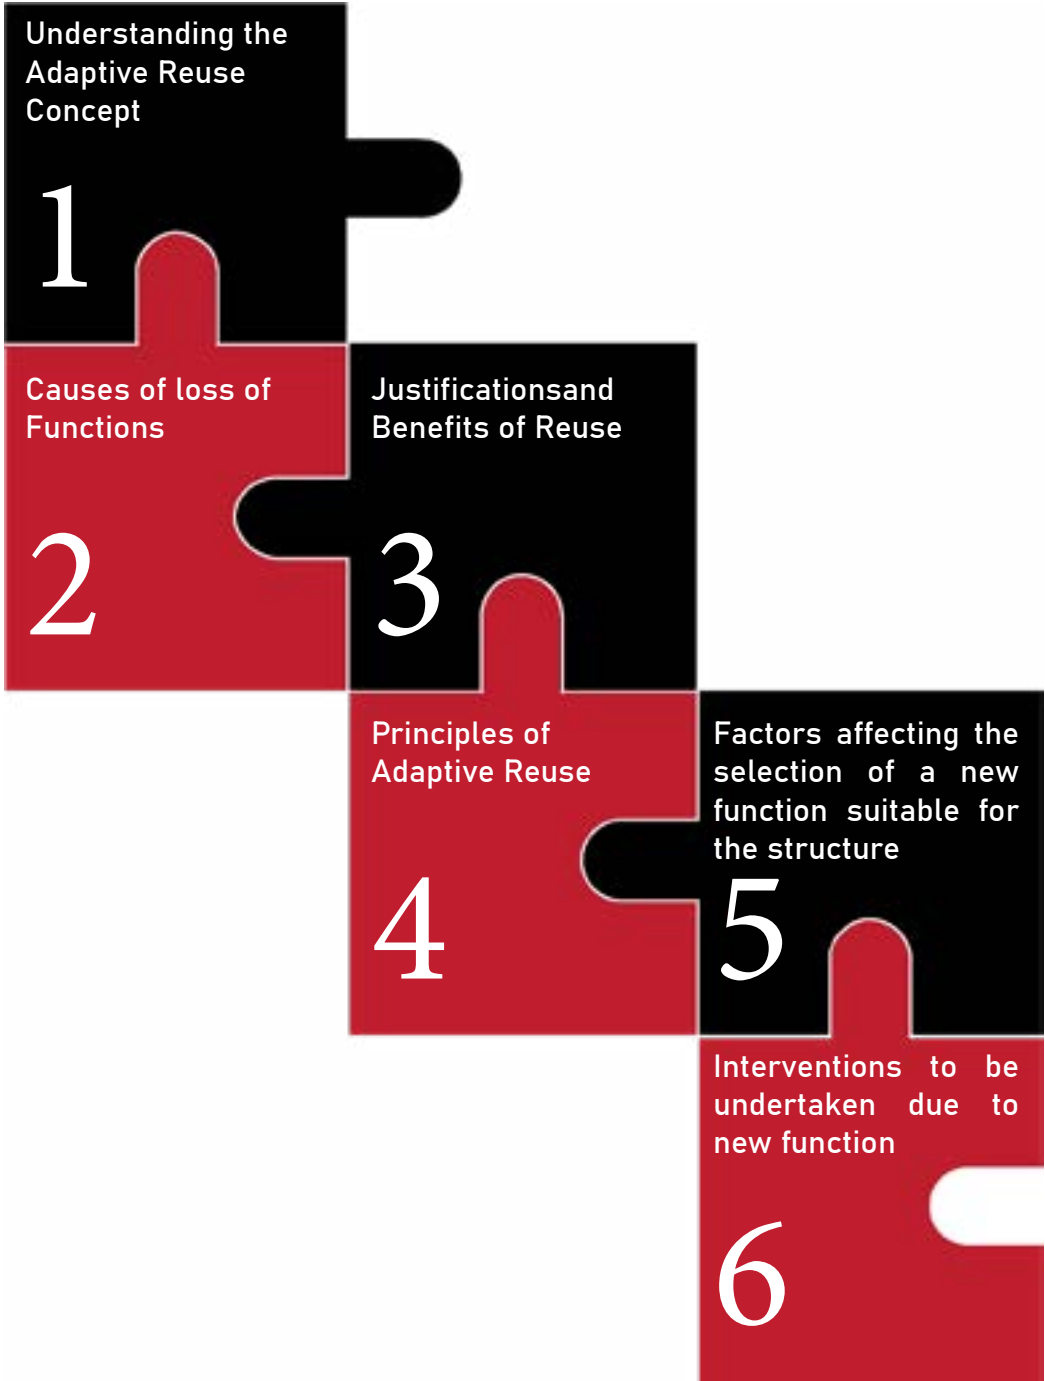 Understanding the
Adaptive Reuse
Concept
1
Causes of loss of
Functions
2
Justificationsand
Benefits of Reuse
3
Principles of
Adaptive Reuse
4
Factors affecting the
selection of a new
function suitable for
the structure
5
Interventions to be
undertaken due to
new function
6